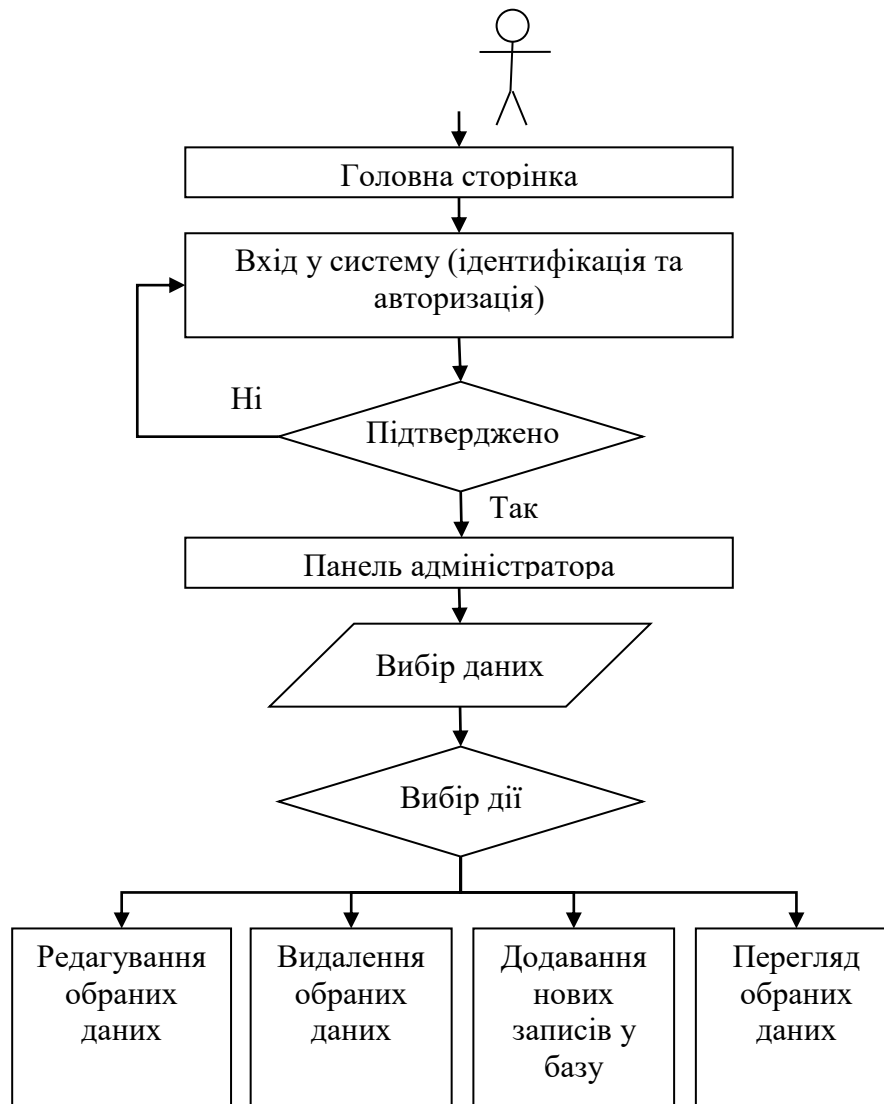 Головна сторінка
Вхід у систему (ідентифікація та
авторизація)
Ні
Підтверджено
Так
Панель адміністратора
Вибір даних
Вибір дії
Редагування
обраних
даних
Видалення
обраних
даних
Додавання
нових
записів у
базу
Перегляд
обраних
даних